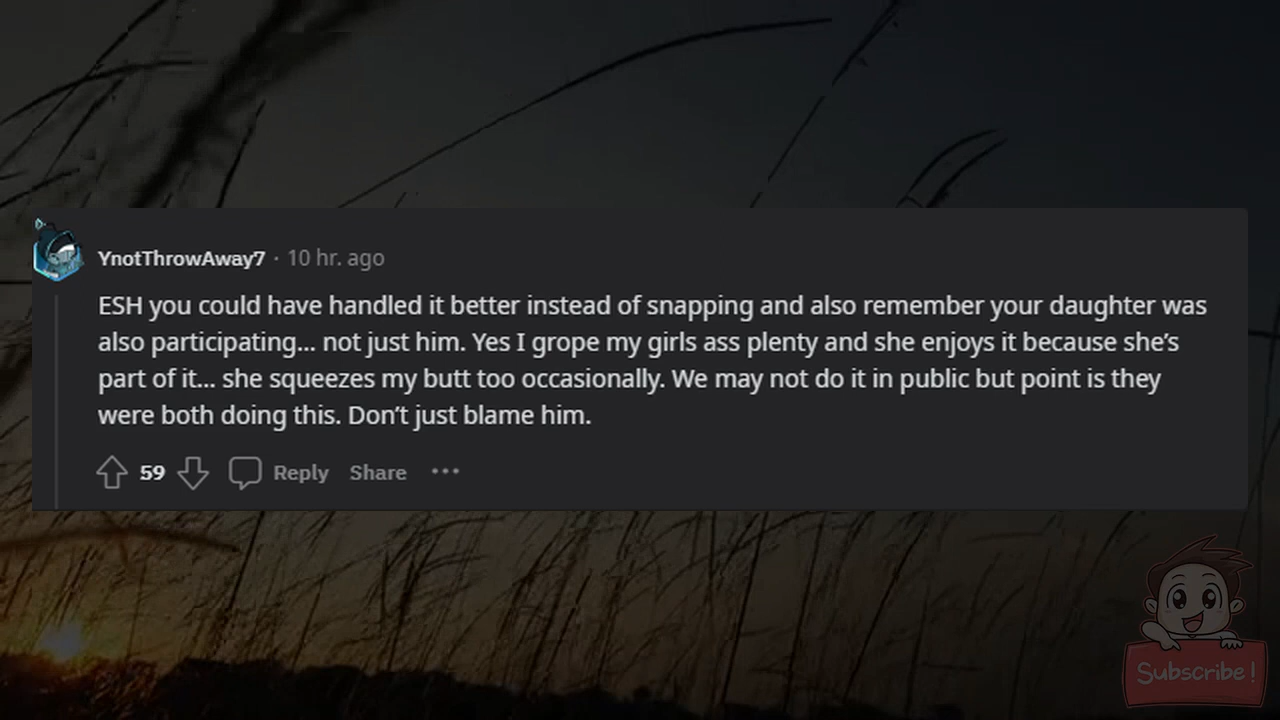 YnotThrowAway7 · 10 hr. ago
ESH you could have handled it better instead of snapping and also remember your daughter was
also participating... not just him. Yes I grope my girls ass plenty and she enjoys it because she’s
part of it... she squeezes my butt too occasionally. We may not do it in public but point is they
were both doing this. Don’t just blame him.
59 Reply Share ···
Subscribe!